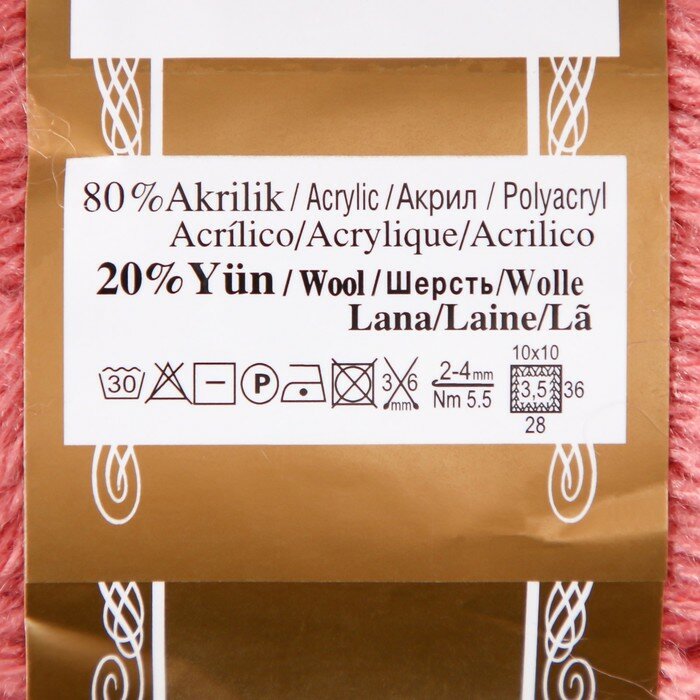 80% Akrilik / Acrylic / Акрил / Polyacryl
Acrílico/Acrylique/Acrilico
20% Yün / Wool / Шерсть/Wolle
Lana/Laine/Lã
30 P 3 6 mm 2-4mm Nm 5.5 10x10 3,5 36 28